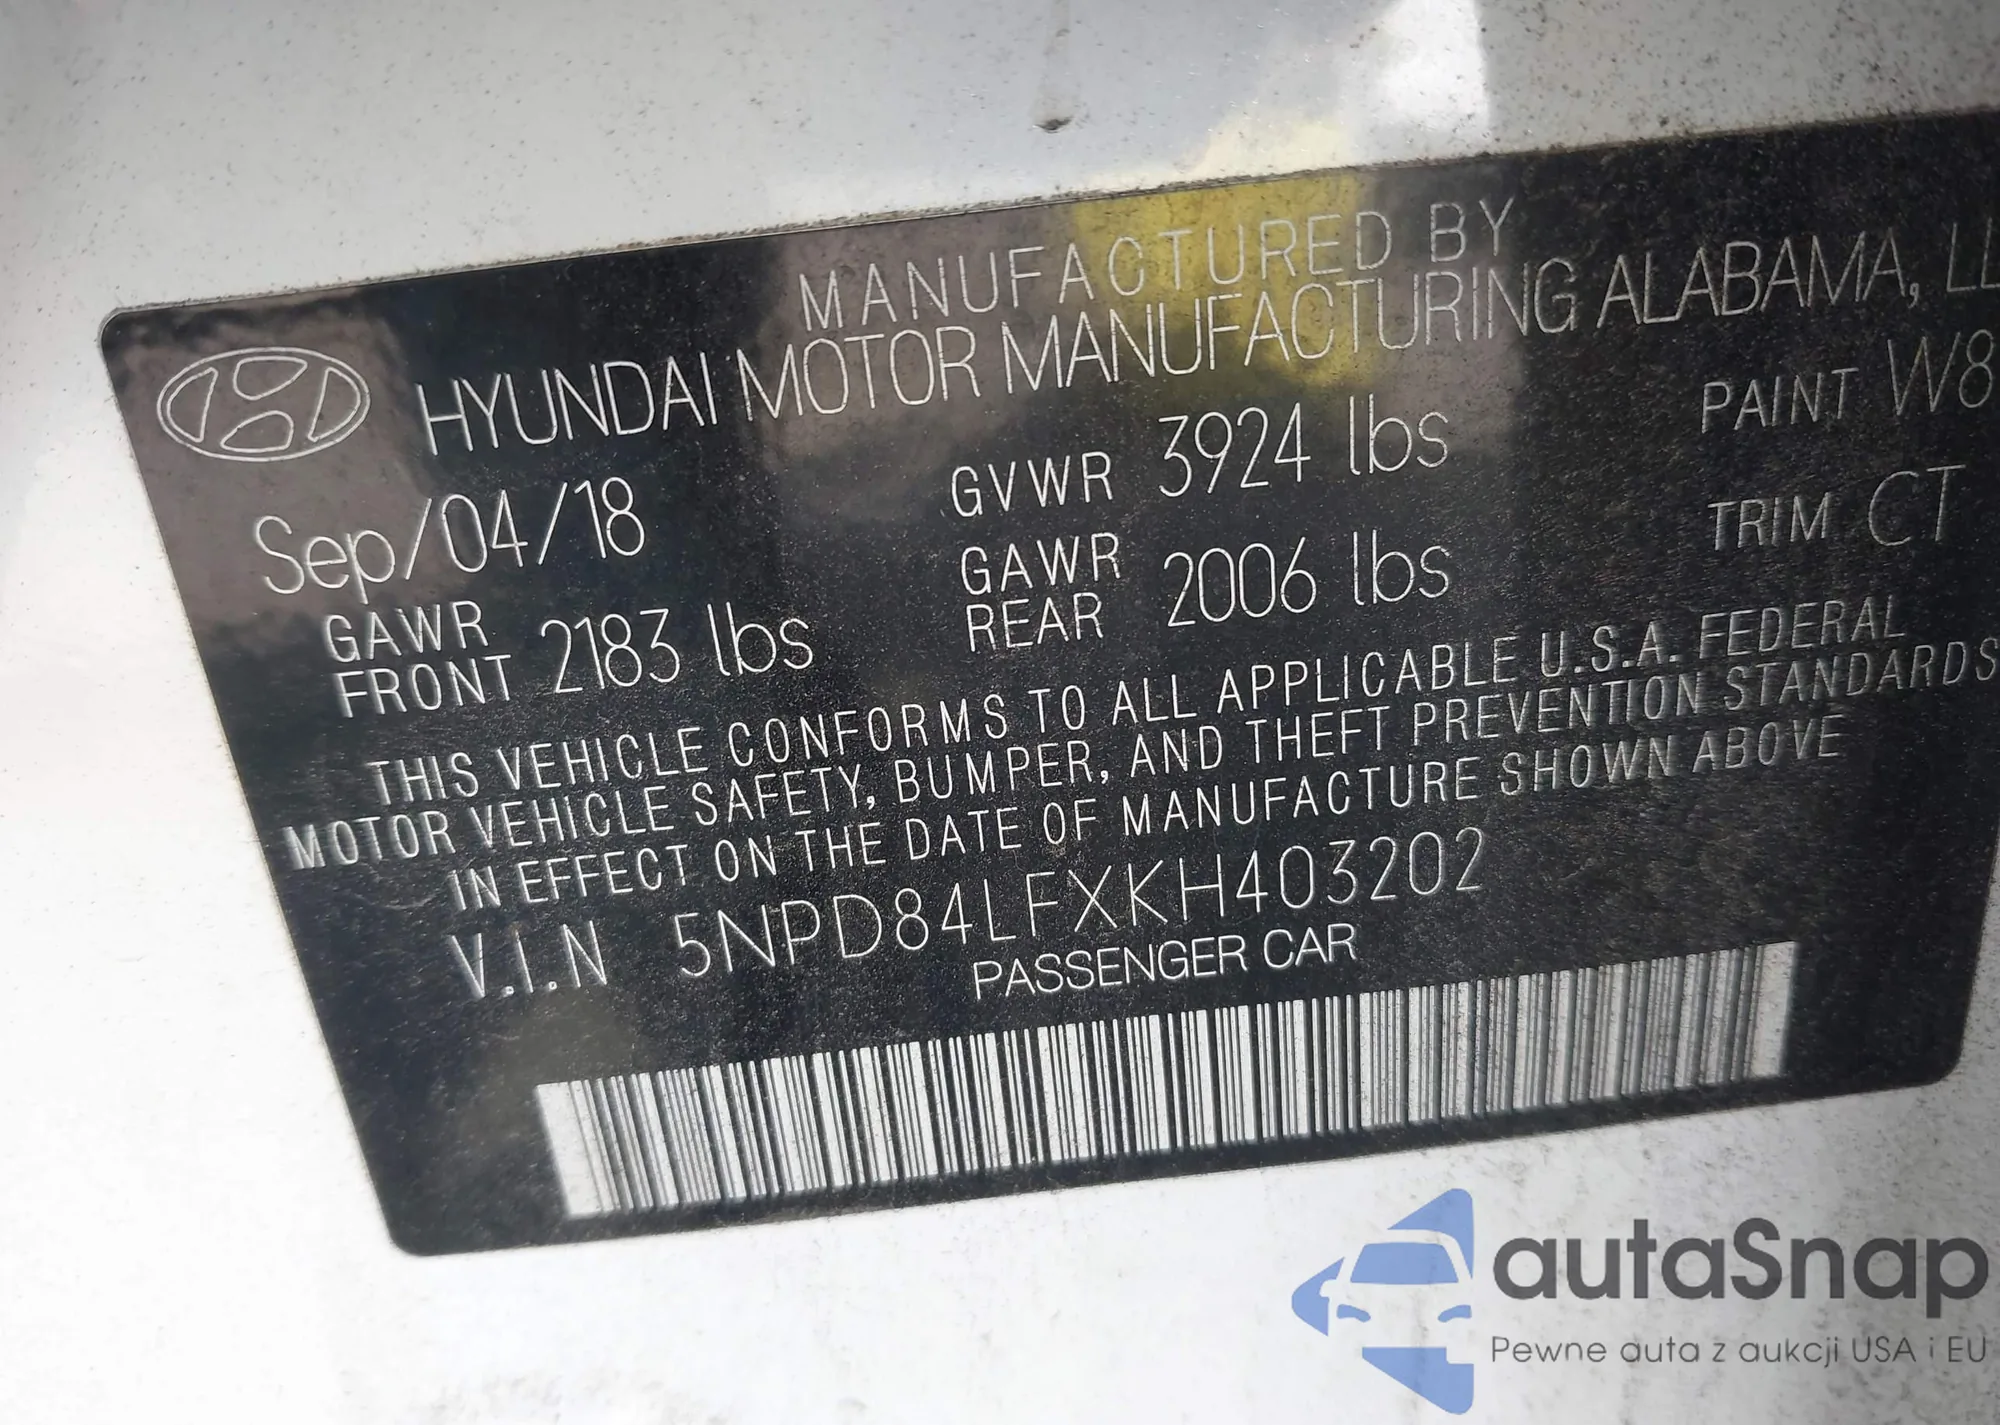 MANUFACTURED BY
HYUNDAI MOTOR MANUFACTURING ALABAMA, LL
Sep/04/18
GVWR 3924 lbs
PAINT W8
GAWR FRONT 2183 lbs
GAWR REAR 2006 lbs
TRIM CT
THIS VEHICLE CONFORMS TO ALL APPLICABLE U.S.A. FEDERAL
MOTOR VEHICLE SAFETY, BUMPER, AND THEFT PREVENTION STANDARDS
IN EFFECT ON THE DATE OF MANUFACTURE SHOWN ABOVE
V.I.N 5NPD84LFXKH403202
PASSENGER CAR
autaSnap
Pewne auta z aukcji USA i EU